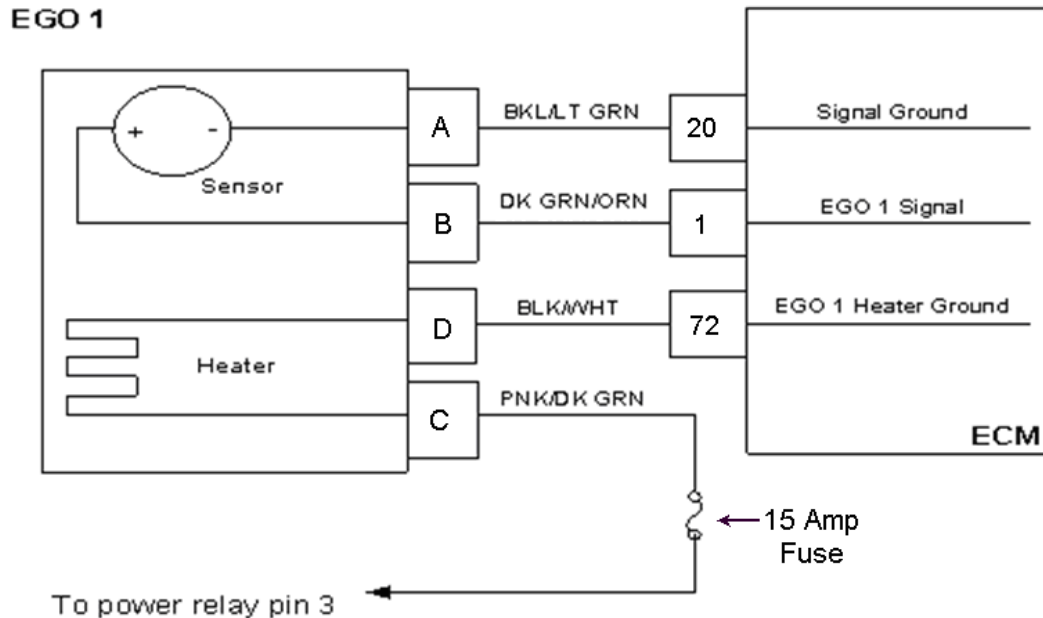 EGO 1
A
BKL/LT GRN
20
Signal Ground
+ -
Sensor
B
DK GRN/ORN
1
EGO 1 Signal
D
BLK/WHT
72
EGO 1 Heater Ground
Heater
C
PNK/DK GRN
ECM
15 Amp
Fuse
To power relay pin 3